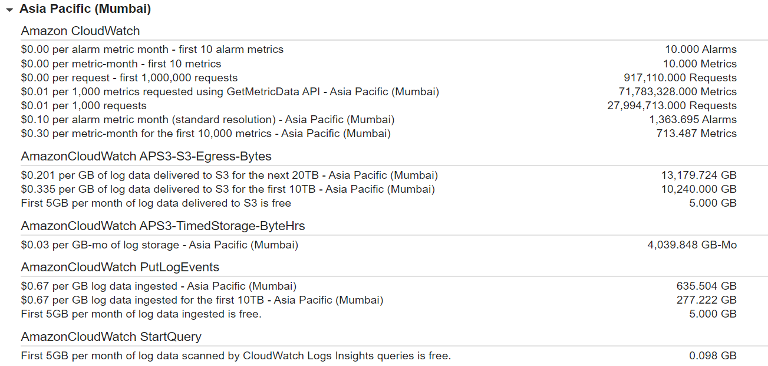 Asia Pacific (Mumbai)
Amazon CloudWatch
$0.00 per alarm metric month - first 10 alarm metrics 10.000 Alarms
$0.00 per metric-month - first 10 metrics 10.000 Metrics
$0.00 per request - first 1,000,000 requests 917,110.000 Requests
$0.01 per 1,000 metrics requested using GetMetricData API - Asia Pacific (Mumbai) 71,783,328.000 Metrics
$0.01 per 1,000 requests 27,994,713.000 Requests
$0.10 per alarm metric month (standard resolution) - Asia Pacific (Mumbai) 1,363.695 Alarms
$0.30 per metric-month for the first 10,000 metrics - Asia Pacific (Mumbai) 713.487 Metrics
AmazonCloudWatch APS3-S3-Egress-Bytes
$0.201 per GB of log data delivered to S3 for the next 20TB - Asia Pacific (Mumbai) 13,179.724 GB
$0.335 per GB of log data delivered to S3 for the first 10TB - Asia Pacific (Mumbai) 10,240.000 GB
First 5GB per month of log data delivered to S3 is free 5.000 GB
AmazonCloudWatch APS3-TimedStorage-ByteHrs
$0.03 per GB-mo of log storage - Asia Pacific (Mumbai) 4,039.848 GB-Mo
AmazonCloudWatch PutLogEvents
$0.67 per GB log data ingested - Asia Pacific (Mumbai) 635.504 GB
$0.67 per GB log data ingested for the first 10TB - Asia Pacific (Mumbai) 277.222 GB
First 5GB per month of log data ingested is free. 5.000 GB
AmazonCloudWatch StartQuery
First 5GB per month of log data scanned by CloudWatch Logs Insights queries is free. 0.098 GB